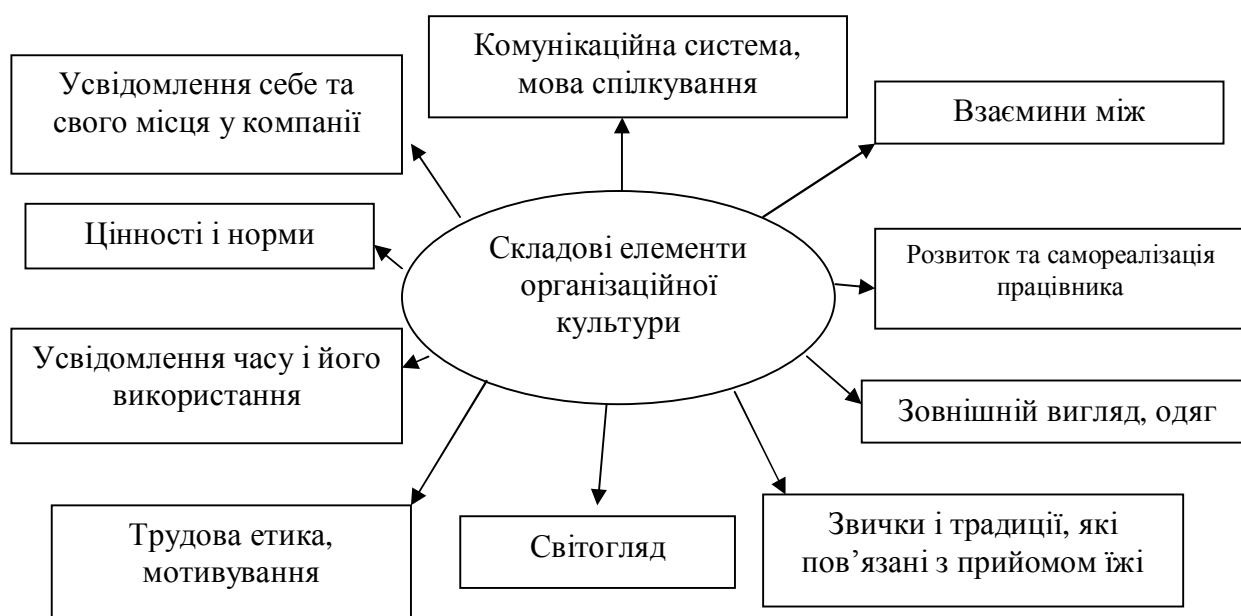 Комунікаційна система,
мова спілкування
Усвідомлення себе та
свого місця у компанії
Взаємини між
Цінності і норми
Складові елементи
організаційної
культури
Розвиток та самореалізація
працівника
Усвідомлення часу і його
використання
Зовнішній вигляд, одяг
Трудова етика,
мотивування
Світогляд
Звички і традиції, які
пов’язані з прийомом їжі